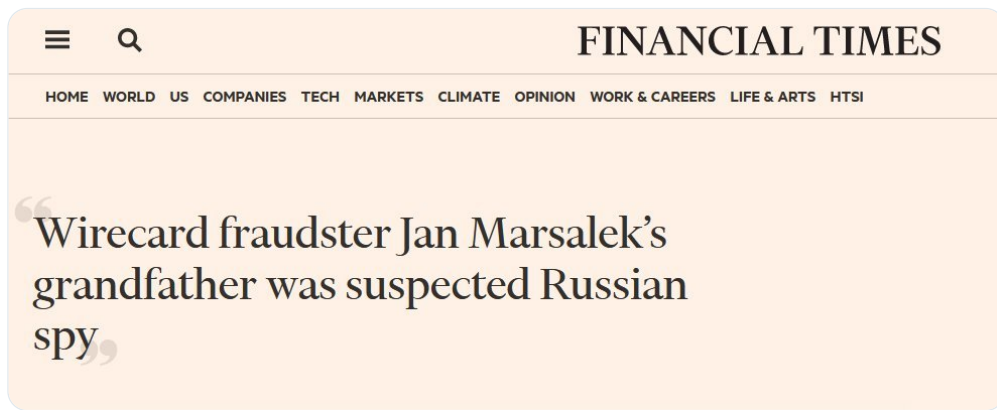 FINANCIAL TIMES
HOME WORLD US COMPANIES TECH MARKETS CLIMATE OPINION WORK & CAREERS LIFE & ARTS HTSI
“Wirecard fraudster Jan Marsalek’s
grandfather was suspected Russian
spy”